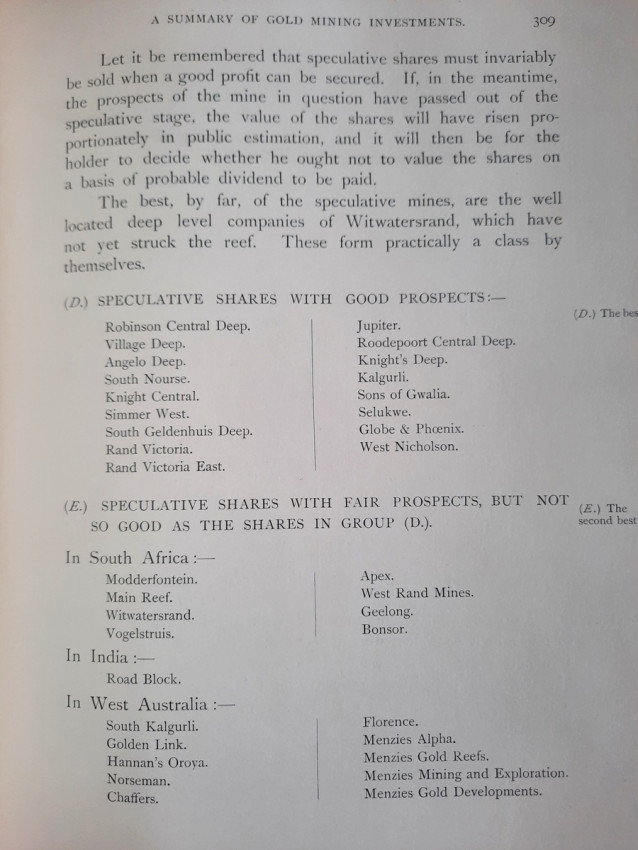 A SUMMARY OF GOLD MINING INVESTMENTS. 309
Let it be remembered that speculative shares must invariably
be sold when a good profit can be secured. If, in the meantime,
the prospects of the mine in question have passed out of the
speculative stage, the value of the shares will have risen pro-
portionately in public estimation, and it will then be for the
holder to decide whether he ought not to value the shares on
a basis of probable dividend to be paid.
The best, by far, of the speculative mines, are the well
located deep level companies of Witwatersrand, which have
not yet struck the reef. These form practically a class by
themselves.
(D.) SPECULATIVE SHARES WITH GOOD PROSPECTS:—
(D.) The bes
Robinson Central Deep.
Village Deep.
Angelo Deep.
South Nourse.
Knight Central.
Simmer West.
South Geldenhuis Deep.
Rand Victoria.
Rand Victoria East.
Jupiter.
Roodepoort Central Deep.
Knight's Deep.
Kalgurli.
Sons of Gwalia.
Selukwe.
Globe & Phœnix.
West Nicholson.
(E.) SPECULATIVE SHARES WITH FAIR PROSPECTS, BUT NOT
SO GOOD AS THE SHARES IN GROUP (D.).
(E.) The
second best
In South Africa :—
Modderfontein.
Main Reef.
Witwatersrand.
Vogelstruis.
Apex.
West Rand Mines.
Geelong.
Bonsor.
In India :—
Road Block.
In West Australia :—
South Kalgurli.
Golden Link.
Hannan's Oroya.
Norseman.
Chaffers.
Florence.
Menzies Alpha.
Menzies Gold Reefs.
Menzies Mining and Exploration.
Menzies Gold Developments.